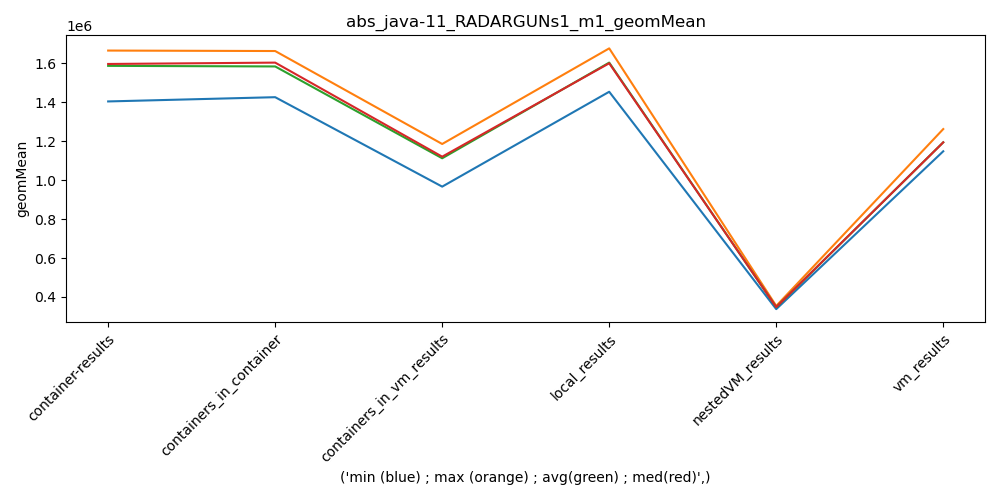 abs_java-11_RADARGUNs1_m1_geomMean
1e6
1.6
1.4
1.2
1.0
0.8
0.6
0.4
geomMean
container-results
containers_in_container
containers_in_vm_results
local_results
nestedVM_results
vm_results
('min (blue) ; max (orange) ; avg(green) ; med(red)',)